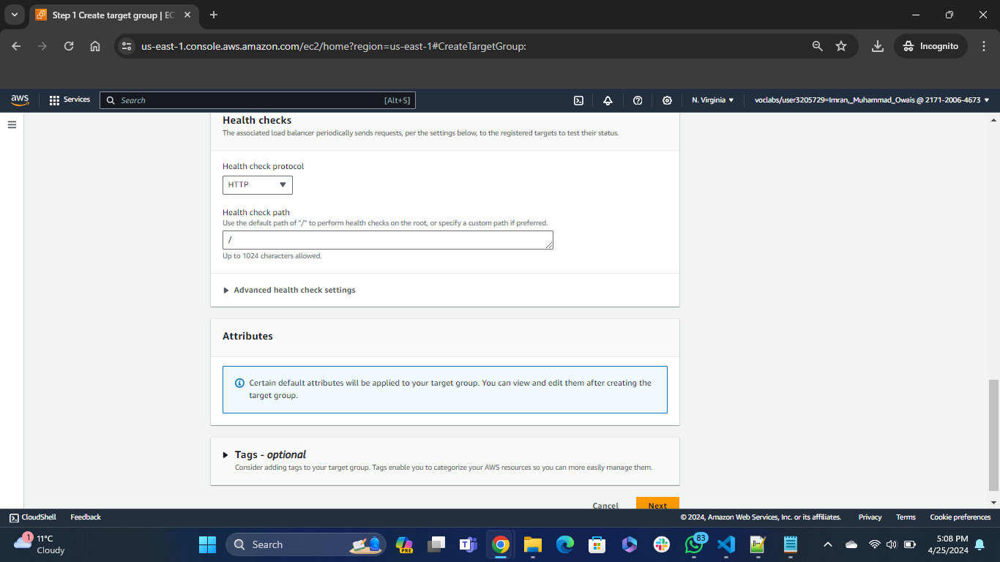 Step 1 Create target group | EC
us-east-1.console.aws.amazon.com/ec2/home?region=us-east-1#CreateTargetGroup:
Incognito
aws
Services
Search
[Alt+S]
N. Virginia
voclabs/user3205729=Imran,_Muhammad_Owais @ 2171-2006-4673
Health checks
The associated load balancer periodically sends requests, per the settings below, to the registered targets to test their status.
Health check protocol
HTTP
Health check path
Use the default path of "/" to perform health checks on the root, or specify a custom path if preferred.
/
Up to 1024 characters allowed.
Advanced health check settings
Attributes
Certain default attributes will be applied to your target group. You can view and edit them after creating the
target group.
Tags - optional
Consider adding tags to your target group. Tags enable you to categorize your AWS resources so you can more easily manage them.
Cancel
Next
CloudShell
Feedback
© 2024, Amazon Web Services, Inc. or its affiliates.
Privacy
Terms
Cookie preferences
1
11°C
Cloudy
Search
PRE
83
5:08 PM
4/25/2024